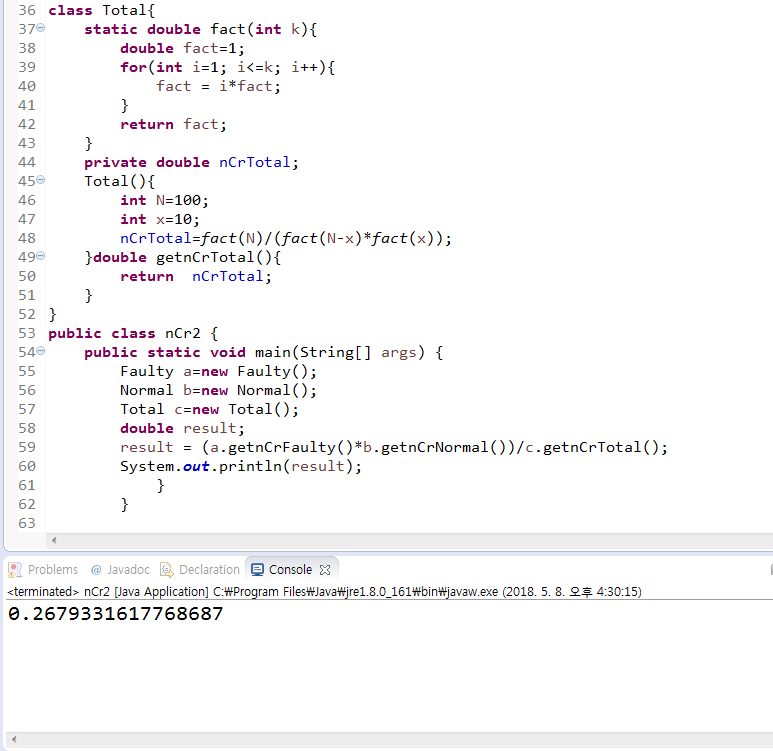 36 class Total{
37 static double fact(int k){
38 double fact=1;
39 for(int i=1; i<=k; i++){
40 fact = i*fact;
41 }
42 return fact;
43 }
44 private double nCrTotal;
45 Total(){
46 int N=100;
47 int x=10;
48 nCrTotal=fact(N)/(fact(N-x)*fact(x));
49 }double getnCrTotal(){
50 return  nCrTotal;
51 }
52 }
53 public class nCr2 {
54 public static void main(String[] args) {
55 Faulty a=new Faulty();
56 Normal b=new Normal();
57 Total c=new Total();
58 double result;
59 result = (a.getnCrFaulty()*b.getnCrNormal())/c.getnCrTotal();
60 System.out.println(result);
61 }
62 }
63
Problems @ Javadoc Declaration Console
<terminated> nCr2 [Java Application] C:₩Program Files₩Java₩jre1.8.0_161₩bin₩javaw.exe (2018. 5. 8. 오후 4:30:15)
0.2679331617768687